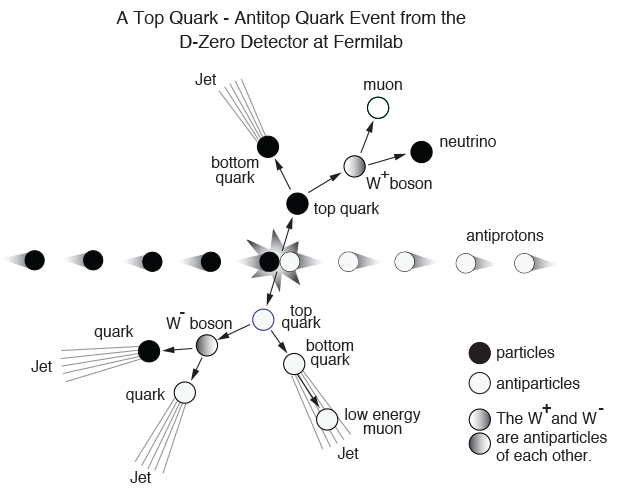 A Top Quark - Antitop Quark Event from the
D-Zero Detector at Fermilab
Jet
muon
neutrino
bottom
quark
W+ boson
top quark
antiprotons
top
quark
W- boson
quark
bottom
quark
Jet
particles
antiparticles
quark
low energy
muon
The W+ and W-
are antiparticles
of each other.
Jet
Jet